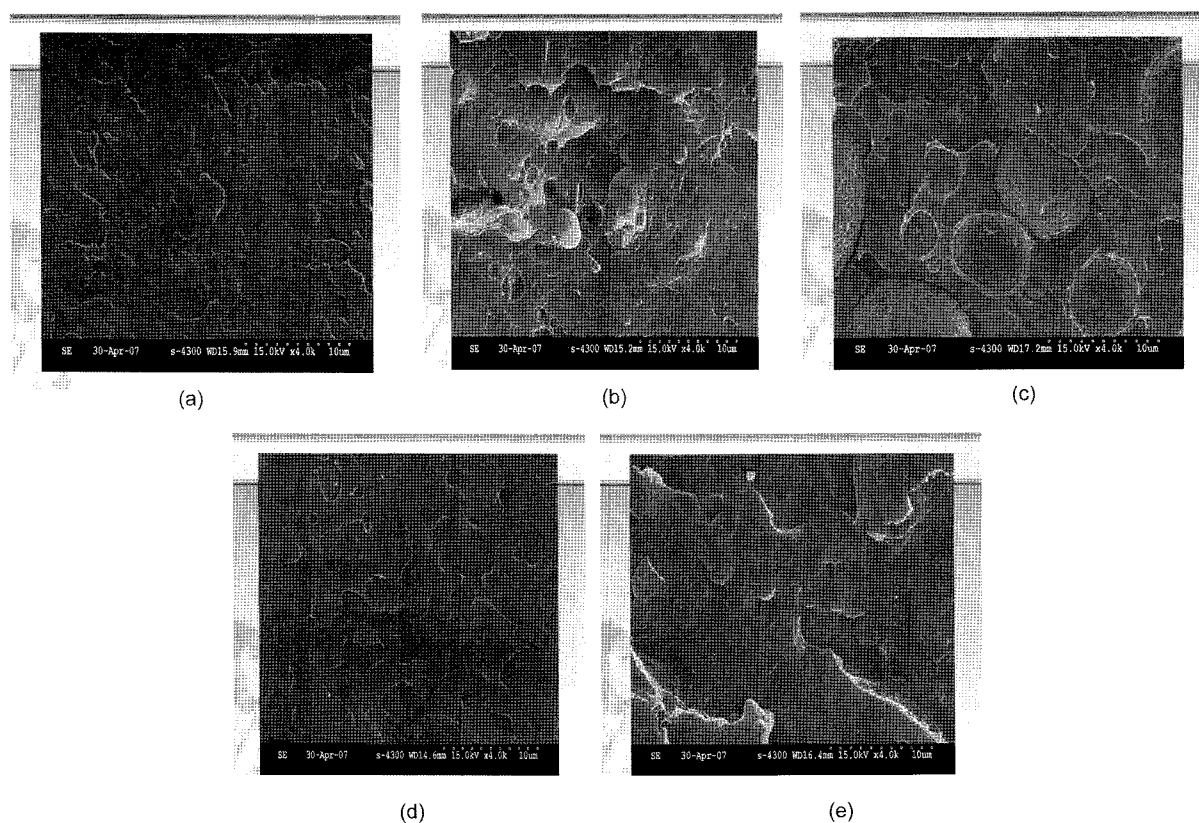 SE 30-Apr-07 s-4300 WD15.9mm 15.0kV x4.0k 10um
SE 30-Apr-07 s-4300 WD15.2mm 15.0kV x4.0k 10um
SE 30-Apr-07 s-4300 WD17.2mm 15.0kV x4.0k 10um
(a)
(b)
(c)
SE 30-Apr-07 s-4300 WD14.6mm 15.0kV x4.0k 10um
SE 30-Apr-07 s-4300 WD16.4mm 15.0kV x4.0k 10um
(d)
(e)